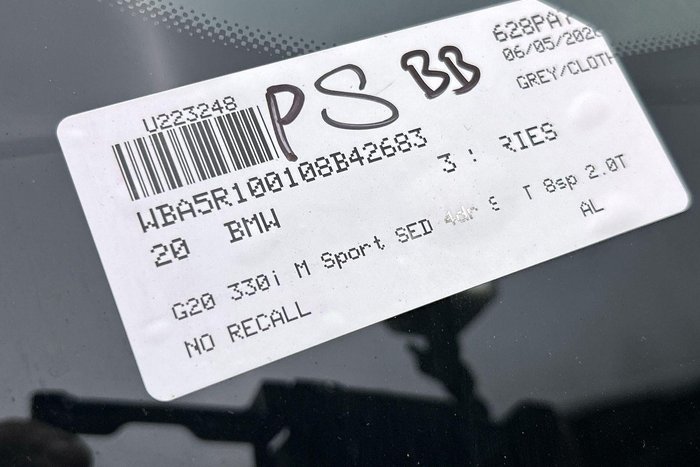 U223248
PS BB
06/05/202
GREY/CLOTH
WBA5R100108B42683
20 BMW 3 : RIES
G20 330i M Sport SED 4dr S T 8sp 2.0T
NO RECALL AL